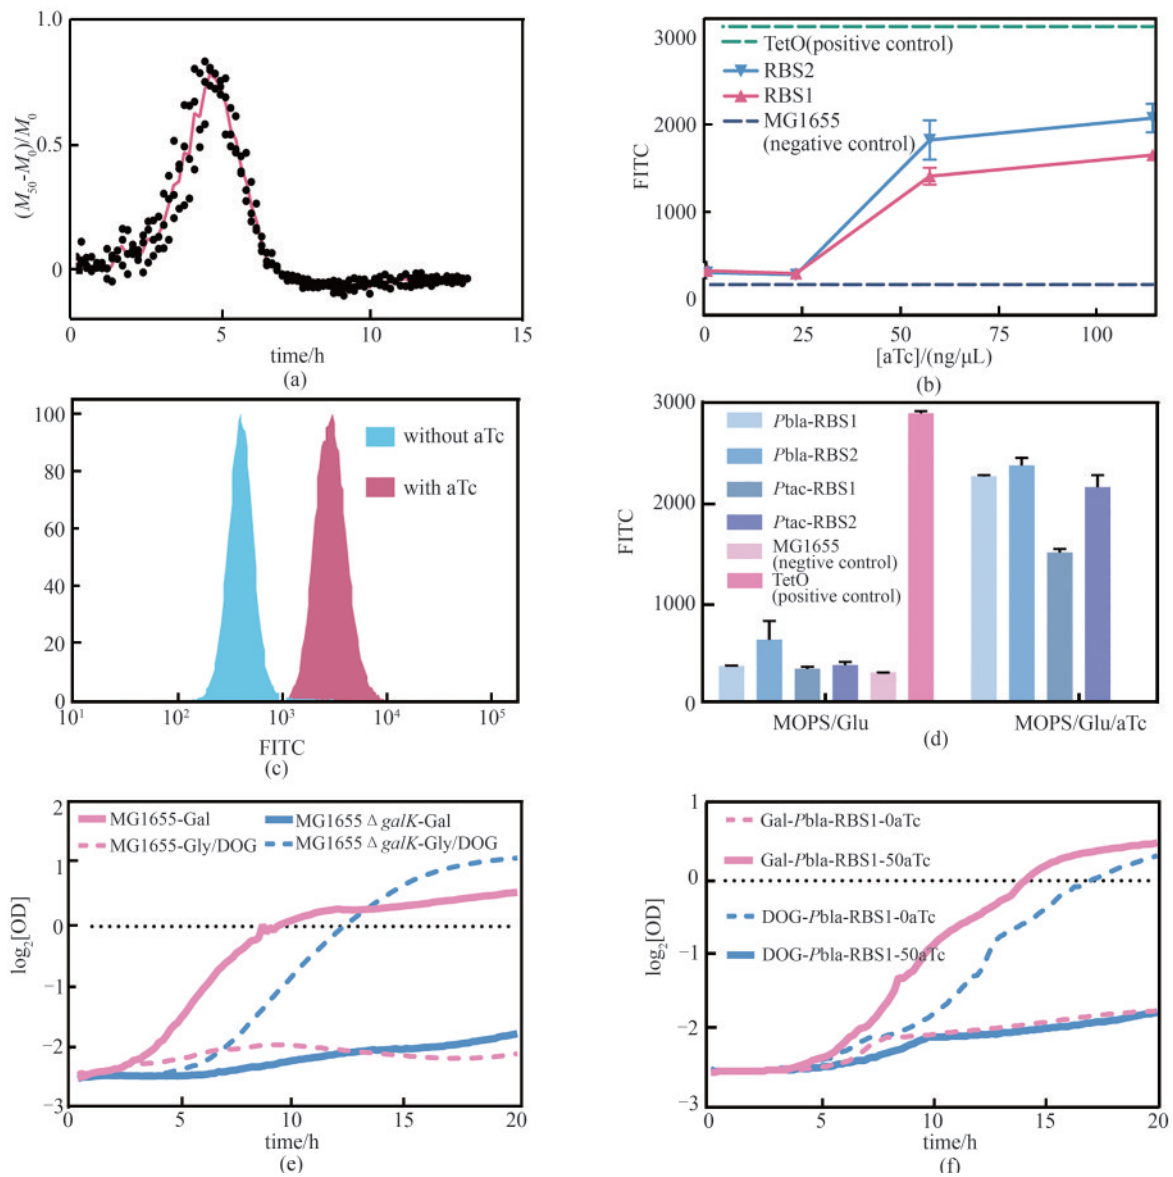 1.0
0.5
0
(M50-M0)/M0
0
5
10
15
time/h
(a)
3000
2000
1000
0
FITC
TetO(positive control)
RBS2
RBS1
MG1655
(negative control)
0
25
50
75
100
[aTc]/(ng/μL)
(b)
100
80
60
40
20
0
without aTc
with aTc
10¹
10²
10³
10⁴
10⁵
FITC
(c)
3000
2000
1000
0
FITC
Pbla-RBS1
Pbla-RBS2
Ptac-RBS1
Ptac-RBS2
MG1655
(negtive control)
TetO
(positive control)
MOPS/Glu
MOPS/Glu/aTc
(d)
2
1
0
−1
−2
−3
log₂[OD]
MG1655-Gal
MG1655 Δ galK-Gal
MG1655-Gly/DOG
MG1655 Δ galK-Gly/DOG
0
5
10
15
20
time/h
(e)
1
0
−1
−2
−3
log₂[OD]
Gal-Pbla-RBS1-0aTc
Gal-Pbla-RBS1-50aTc
DOG-Pbla-RBS1-0aTc
DOG-Pbla-RBS1-50aTc
0
5
10
15
20
time/h
(f)